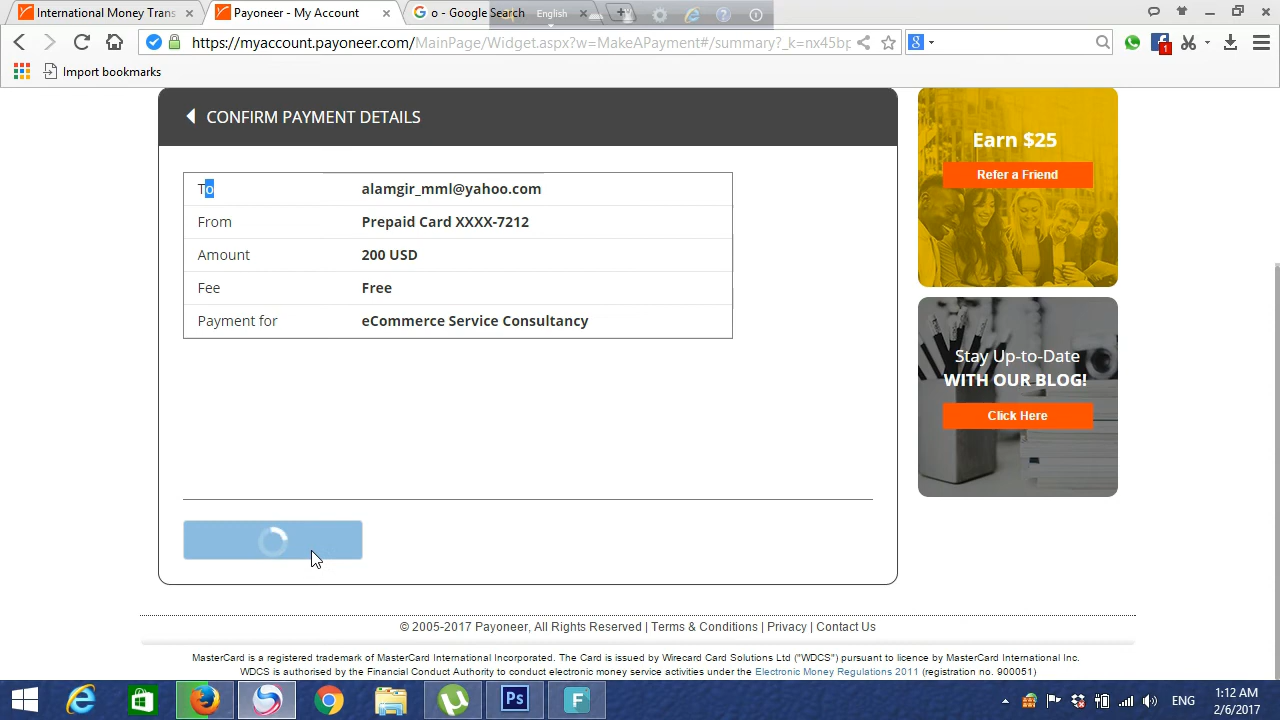 International Money Trans
Payoneer - My Account
o - Google Search
English
https://myaccount.payoneer.com/MainPage/Widget.aspx?w=MakeAPayment#/summary?_k=nx45bp
1
Import bookmarks
CONFIRM PAYMENT DETAILS
To alamgir_mml@yahoo.com
From Prepaid Card XXXX-7212
Amount 200 USD
Fee Free
Payment for eCommerce Service Consultancy
Earn $25
Refer a Friend
Stay Up-to-Date
WITH OUR BLOG!
Click Here
© 2005-2017 Payoneer, All Rights Reserved | Terms & Conditions | Privacy | Contact Us
MasterCard is a registered trademark of MasterCard International Incorporated. The Card is issued by Wirecard Card Solutions Ltd ("WDCS") pursuant to licence by MasterCard International Inc.
WDCS is authorised by the Financial Conduct Authority to conduct electronic money service activities under the Electronic Money Regulations 2011 (registration no. 900051)
Ps
F
ENG
1:12 AM
2/6/2017